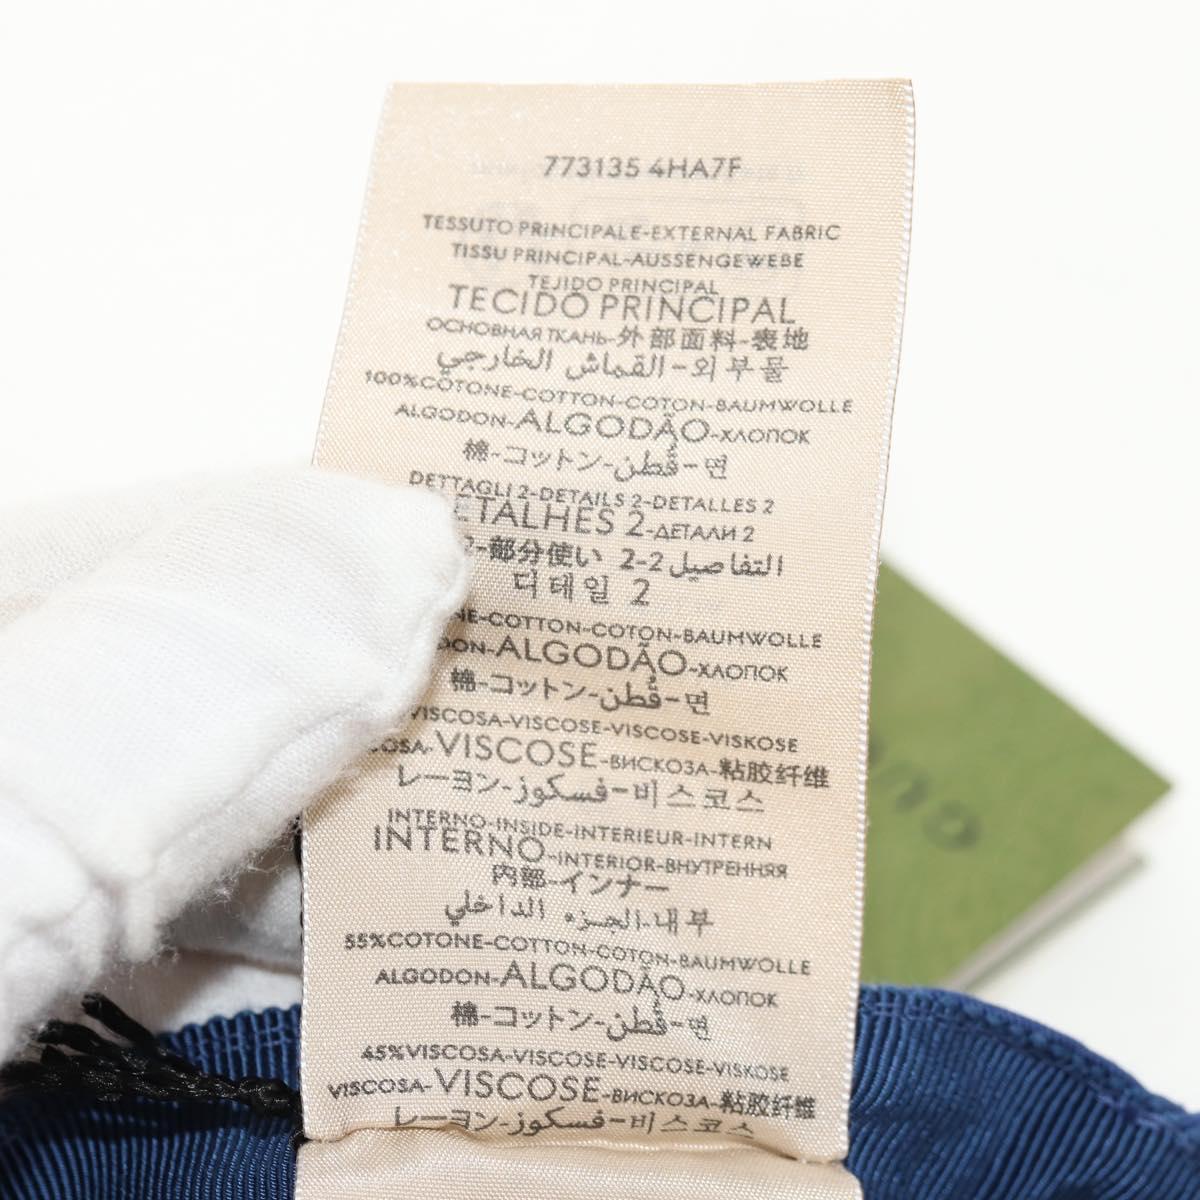 773135 4HA7F
TESSUTO PRINCIPALE-EXTERNAL FABRIC
TISSU PRINCIPAL-AUSSENGEWEBE
TEJIDO PRINCIPAL
TECIDO PRINCIPAL
ОСНОВНАЯ ТКАНЬ-外部面料-表地
القماش الخارجي-외부물
100%COTONE-COTTON-COTON-BAUMWOLLE
ALGODON-ALGODÃO-ХЛОПОК
棉-コットン-قُطن-면
DETTAGLI 2-DETAILS 2-DETALLES 2
ETALHES 2-ДЕТАЛИ 2
2-部分使い 2-التفاصيل2
디테일 2
NE-COTTON-COTON-BAUMWOLLE
DON-ALGODÃO-ХЛОПОК
棉-コットン-قُطن-면
VISCOSA-VISCOSE-VISCOSE-VISKOSE
COSA-VISCOSE-ВИСКОЗА-粘胶纤维
レーヨン-فسكوز-비스코스
INTERNO-INSIDE-INTERIEUR-INTERN
INTERNO-INTERIOR-ВНУТРЕННЯЯ
内部-インナー
الجزء الداخلي-내부
55%COTONE-COTTON-COTON-BAUMWOLLE
ALGODON-ALGODÃO-ХЛОПОК
棉-コットン-قُطن-면
45%VISCOSA-VISCOSE-VISCOSE-VISKOSE
VISCOSA-VISCOSE-ВИСКОЗА-粘胶纤维
レーヨン-فسكوز-비스코스